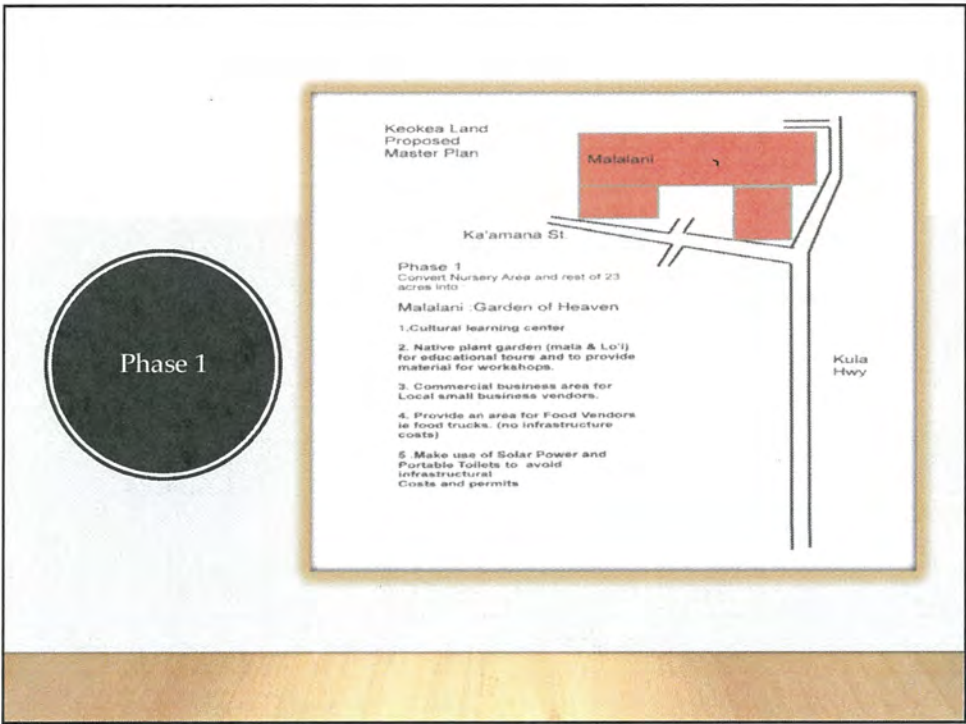 Phase 1
Keokea Land
Proposed
Master Plan
Malalani
Ka'amana St.
Phase 1
Convert Nursery Area and rest of 23
acres into
Malalani :Garden of Heaven
1.Cultural learning center
2. Native plant garden (mala & Lo'i)
for educational tours and to provide
material for workshops.
3. Commercial business area for
Local small business vendors.
4. Provide an area for Food Vendors
ie food trucks. (no infrastructure
costs)
5 .Make use of Solar Power and
Portable Toilets to avoid
infrastructural
Costs and permits
Kula
Hwy